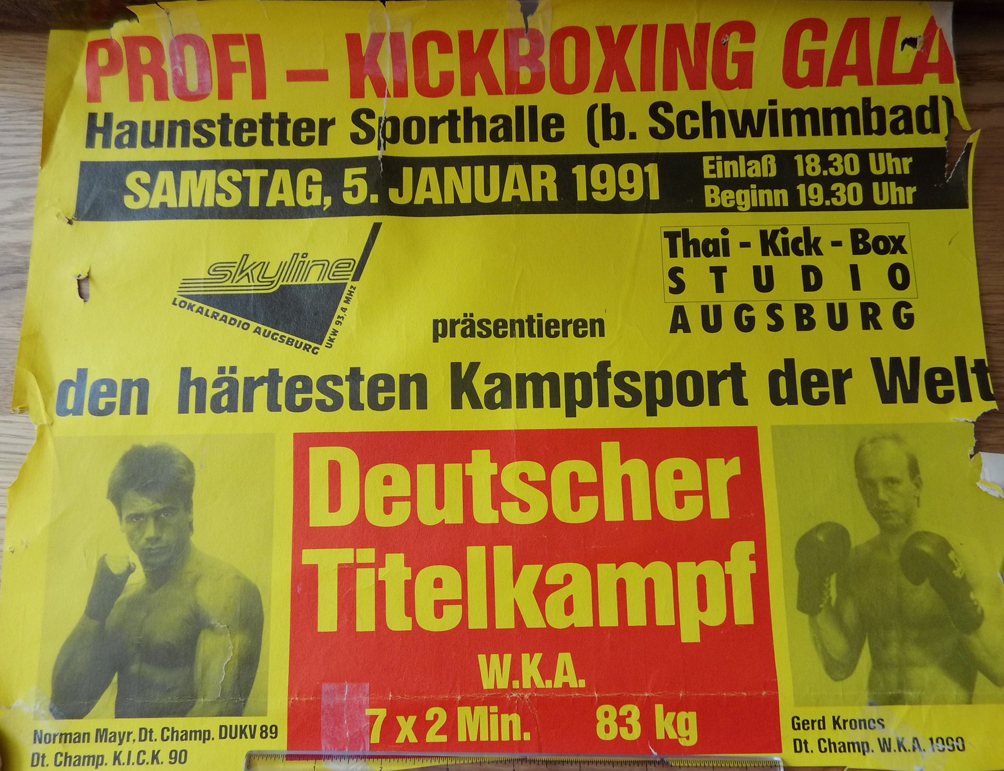 PROFI – KICKBOXING GALA
Haunstetter Sporthalle (b. Schwimmbad)
SAMSTAG, 5. JANUAR 1991
Einlaß 18.30 Uhr
Beginn 19.30 Uhr
skyline
LOKALRADIO AUGSBURG
UKW 93,4 MHz
Thai - Kick - Box
STUDIO
AUGSBURG
präsentieren
den härtesten Kampfsport der Welt
Deutscher
Titelkampf
W.K.A.
7 x 2 Min. 83 kg
Norman Mayr, Dt. Champ. DUKV 89
Dt. Champ. K.I.C.K. 90
Gerd Kronos
Dt. Champ. W.K.A. 1990